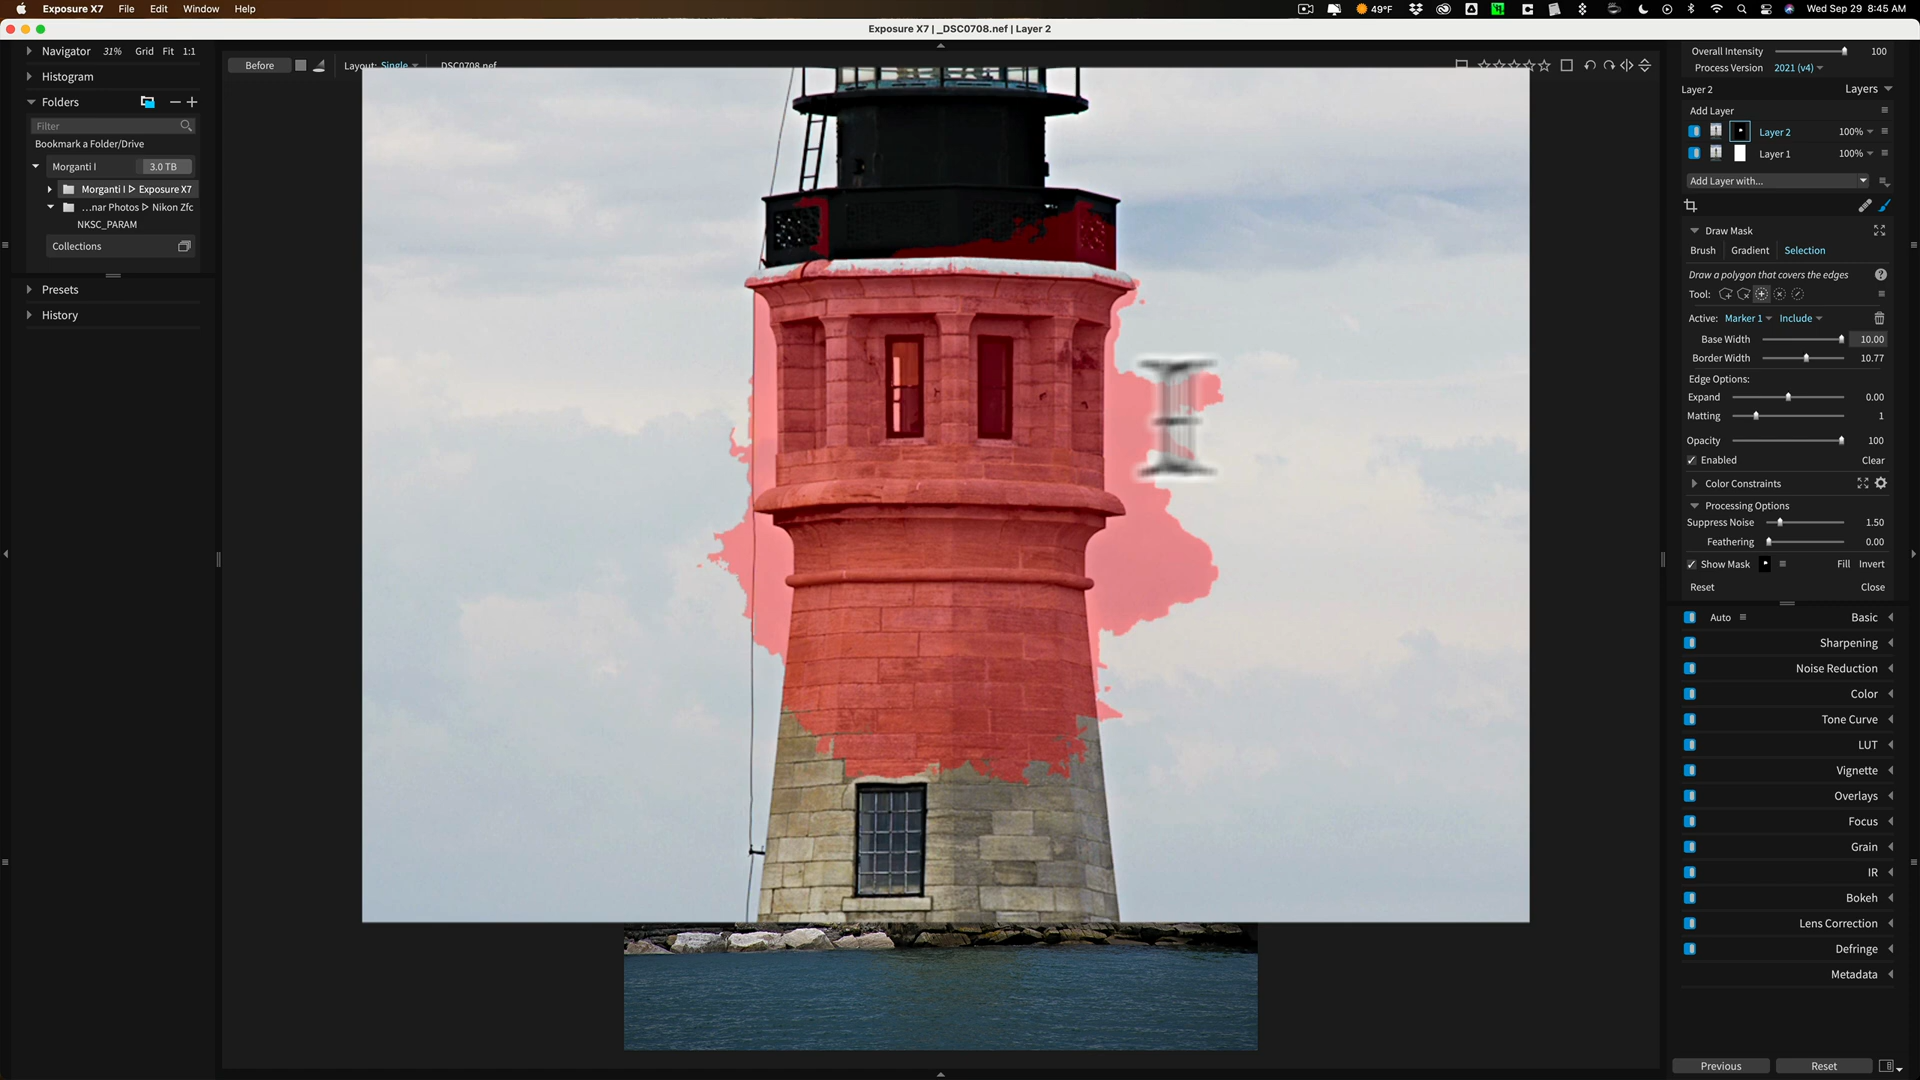 Exposure X7 File Edit Window Help
49°F Wed Sep 29 8:45 AM
Exposure X7 | _DSC0708.nef | Layer 2
Navigator 31% Grid Fit 1:1
Histogram
Folders
Filter
Bookmark a Folder/Drive
Morganti I 3.0 TB
Morganti I ▷ Exposure X7
...nar Photos ▷ Nikon Zfc
NKSC_PARAM
Collections
Presets
History
Before Layout: Single DSC0708.nef
Overall Intensity 100
Process Version 2021 (v4)
Layer 2 Layers
Add Layer
Layer 2 100%
Layer 1 100%
Add Layer with...
Draw Mask
Brush Gradient Selection
Draw a polygon that covers the edges ?
Tool:
Active: Marker 1 Include
Base Width 10.00
Border Width 10.77
Edge Options:
Expand 0.00
Matting 1
Opacity 100
Enabled Clear
Color Constraints
Processing Options
Suppress Noise 1.50
Feathering 0.00
Show Mask Fill Invert
Reset Close
Auto Basic
Sharpening
Noise Reduction
Color
Tone Curve
LUT
Vignette
Overlays
Focus
Grain
IR
Bokeh
Lens Correction
Defringe
Metadata
Previous Reset